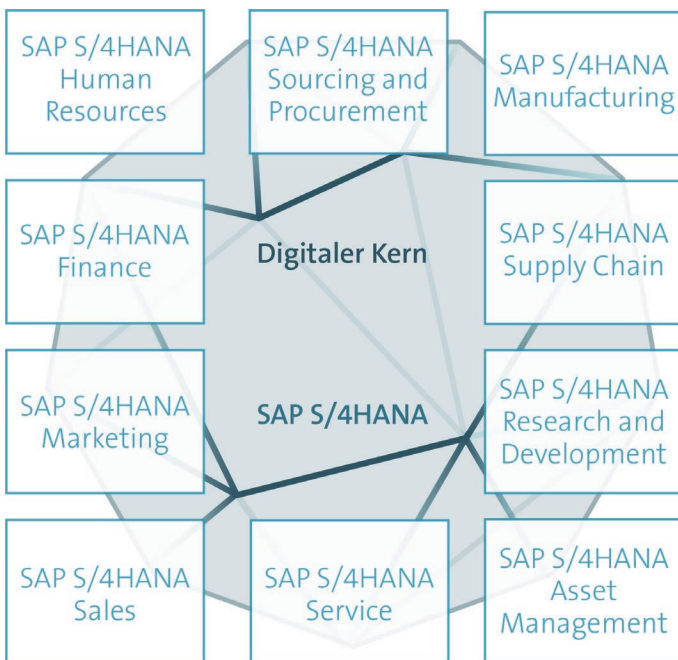 SAP S/4HANA
Human
Resources
SAP S/4HANA
Sourcing and
Procurement
SAP S/4HANA
Manufacturing
SAP S/4HANA
Finance
Digitaler Kern
SAP S/4HANA
Supply Chain
SAP S/4HANA
Marketing
SAP S/4HANA
SAP S/4HANA
Research and
Development
SAP S/4HANA
Sales
SAP S/4HANA
Service
SAP S/4HANA
Asset
Management